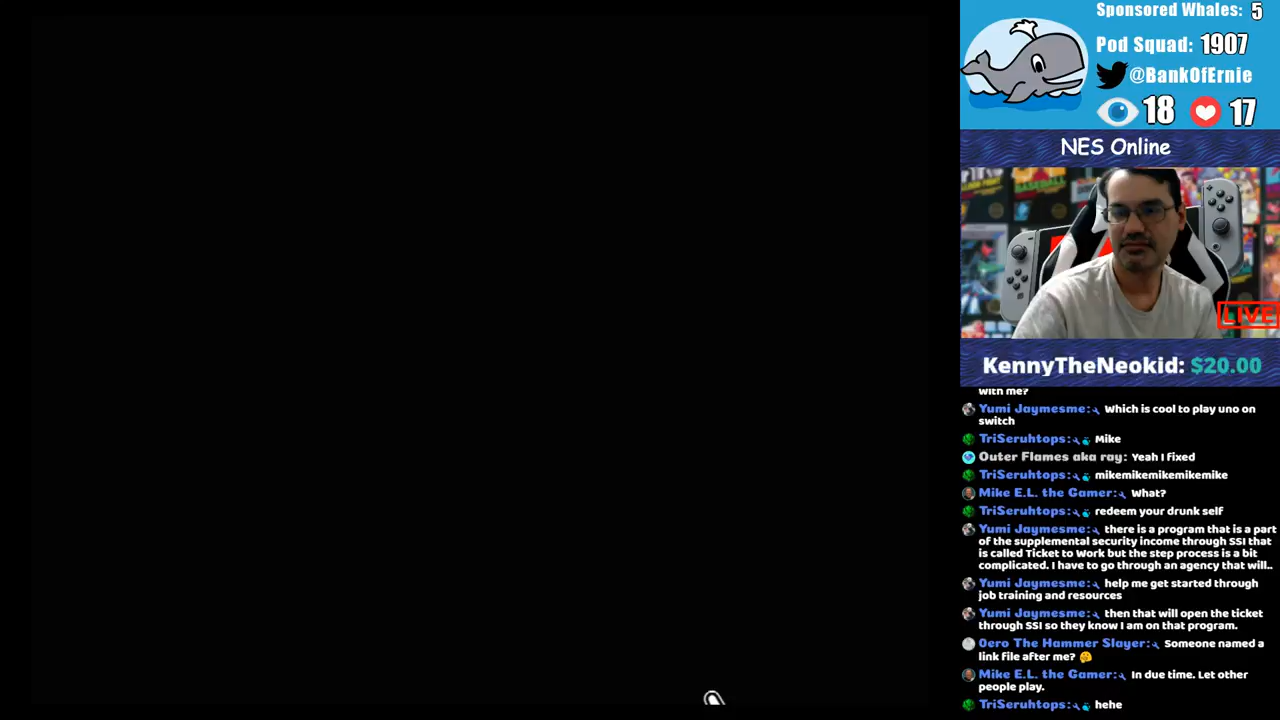 Sponsored Whales: 5
Pod Squad: 1907
@BankOfErnie
18 17
NES Online
LIVE
KennyTheNeokid: $20.00
with me?
Yumi Jaymesme: Which is cool to play uno on
switch
TriSeruhtops: Mike
Outer Flames aka ray: Yeah I fixed
TriSeruhtops: mikemikemikemikemike
Mike E.L. the Gamer: What?
TriSeruhtops: redeem your drunk self
Yumi Jaymesme: there is a program that is a part
of the supplemental security income through SSI that
is called Ticket to Work but the step process is a bit
complicated. I have to go through an agency that will..
Yumi Jaymesme: help me get started through
job training and resources
Yumi Jaymesme: then that will open the ticket
through SSI so they know I am on that program.
Oero The Hammer Slayer: Someone named a
link file after me? 🤔
Mike E.L. the Gamer: In due time. Let other
people play.
TriSeruhtops: hehe